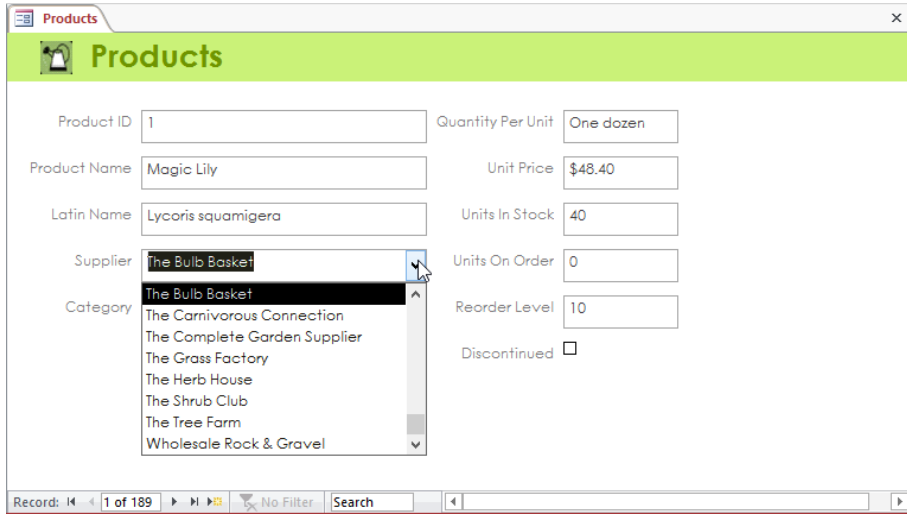 Products
Products
Product ID 1
Product Name Magic Lily
Latin Name Lycoris squamigera
Supplier The Bulb Basket
Category
The Bulb Basket
The Carnivorous Connection
The Complete Garden Supplier
The Grass Factory
The Herb House
The Shrub Club
The Tree Farm
Wholesale Rock & Gravel
Quantity Per Unit One dozen
Unit Price $48.40
Units In Stock 40
Units On Order 0
Reorder Level 10
Discontinued
Record: 1 of 189 No Filter Search